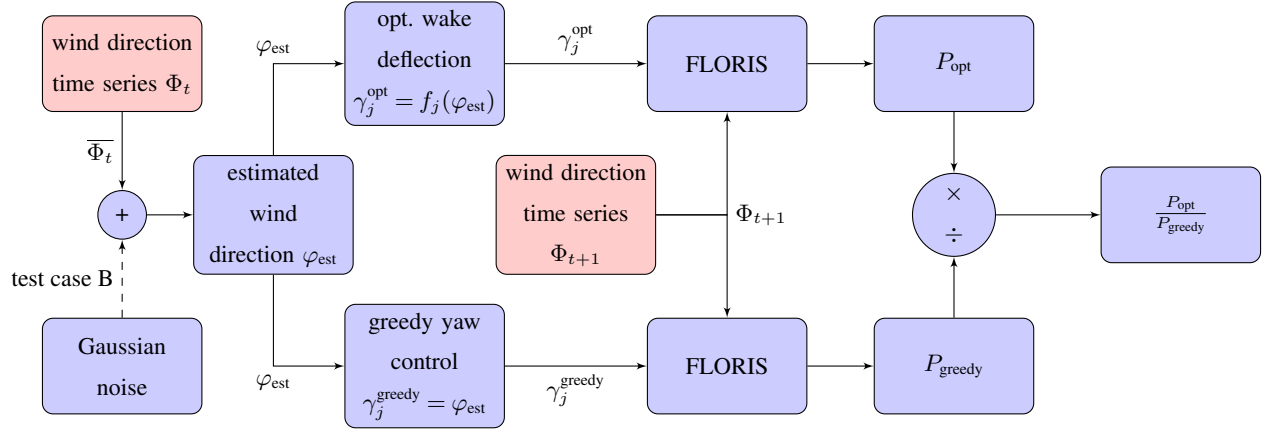 wind direction
time series Φ_t
\overline{Φ_t}
+
test case B
Gaussian
noise
estimated
wind
direction φ_est
φ_est
φ_est
opt. wake
deflection
γ_j^opt = f_j(φ_est)
γ_j^opt
greedy yaw
control
γ_j^greedy = φ_est
γ_j^greedy
wind direction
time series
Φ_{t+1}
Φ_{t+1}
FLORIS
FLORIS
P_opt
P_greedy
×
÷
P_opt
P_greedy